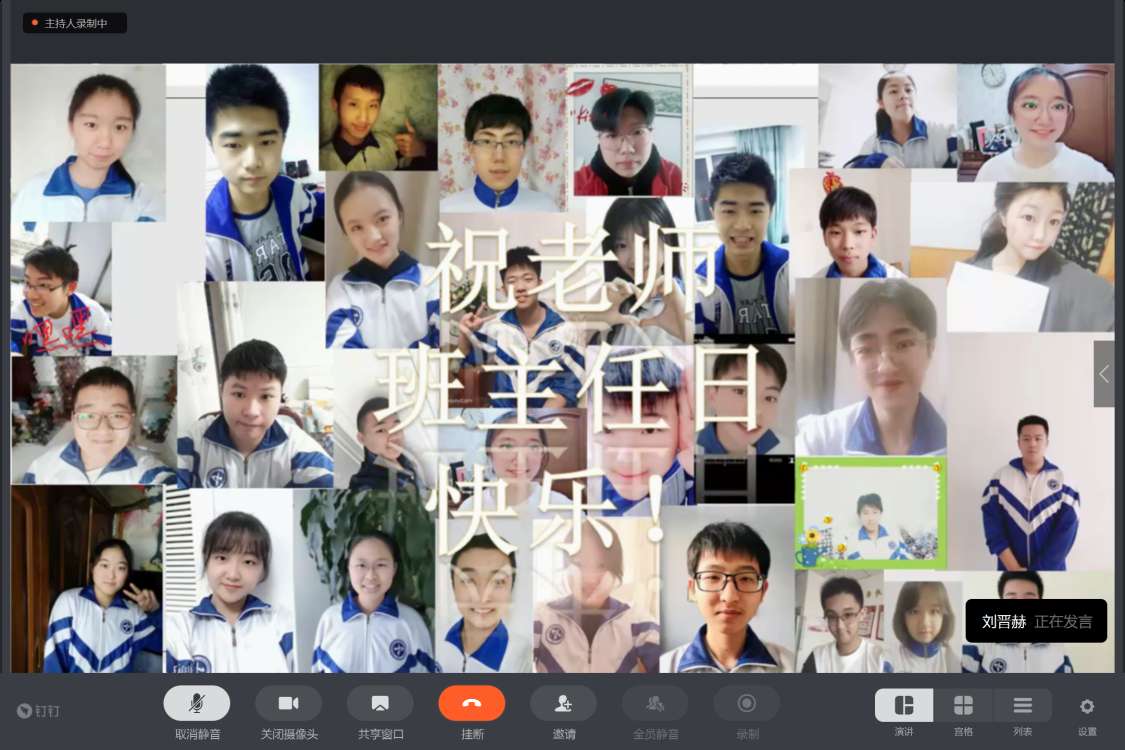 主持人录制中
祝老师
班主任日
快乐！
嘿嘿
刘晋赫 正在发言
钉钉
取消静音
关闭摄像头
共享窗口
挂断
邀请
全员静音
录制
演讲
宫格
列表
设置